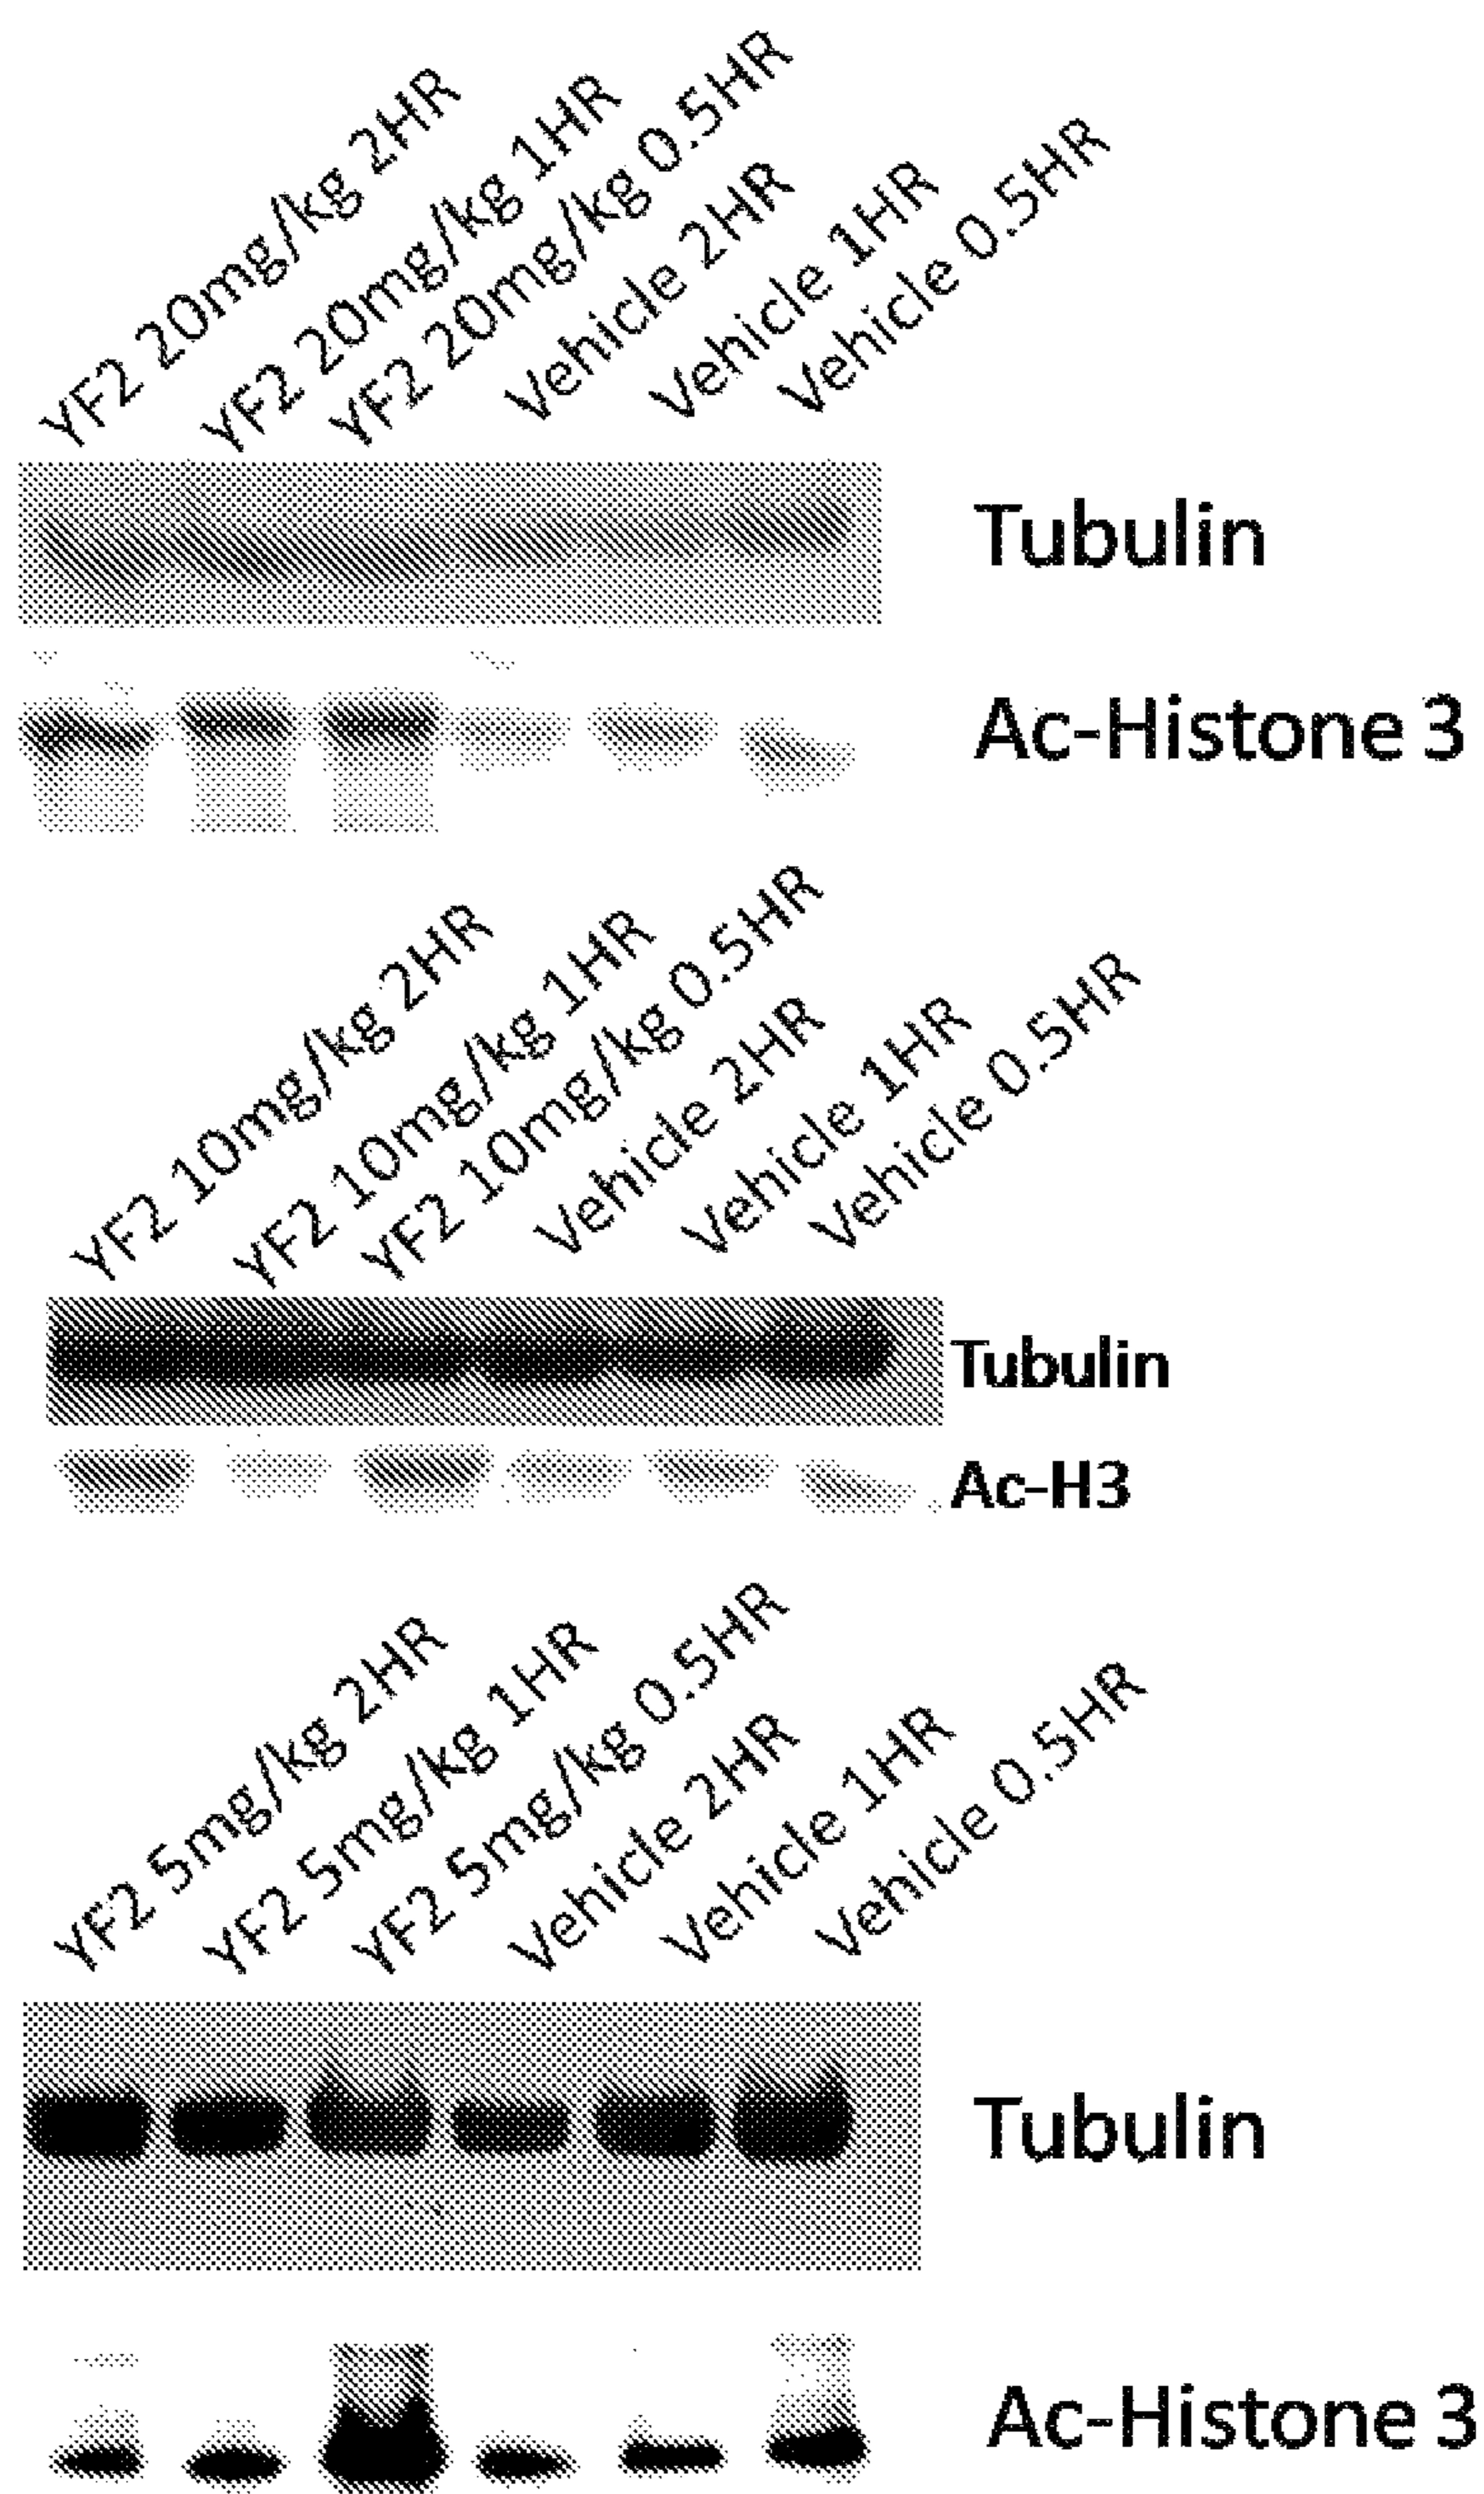 YF2 20mg/kg 2HR
YF2 20mg/kg 1HR
YF2 20mg/kg 0.5HR
Vehicle 2HR
Vehicle 1HR
Vehicle 0.5HR
Tubulin
Ac-Histone 3
YF2 10mg/kg 2HR
YF2 10mg/kg 1HR
YF2 10mg/kg 0.5HR
Vehicle 2HR
Vehicle 1HR
Vehicle 0.5HR
Tubulin
Ac-H3
YF2 5mg/kg 2HR
YF2 5mg/kg 1HR
YF2 5mg/kg 0.5HR
Vehicle 2HR
Vehicle 1HR
Vehicle 0.5HR
Tubulin
Ac-Histone 3